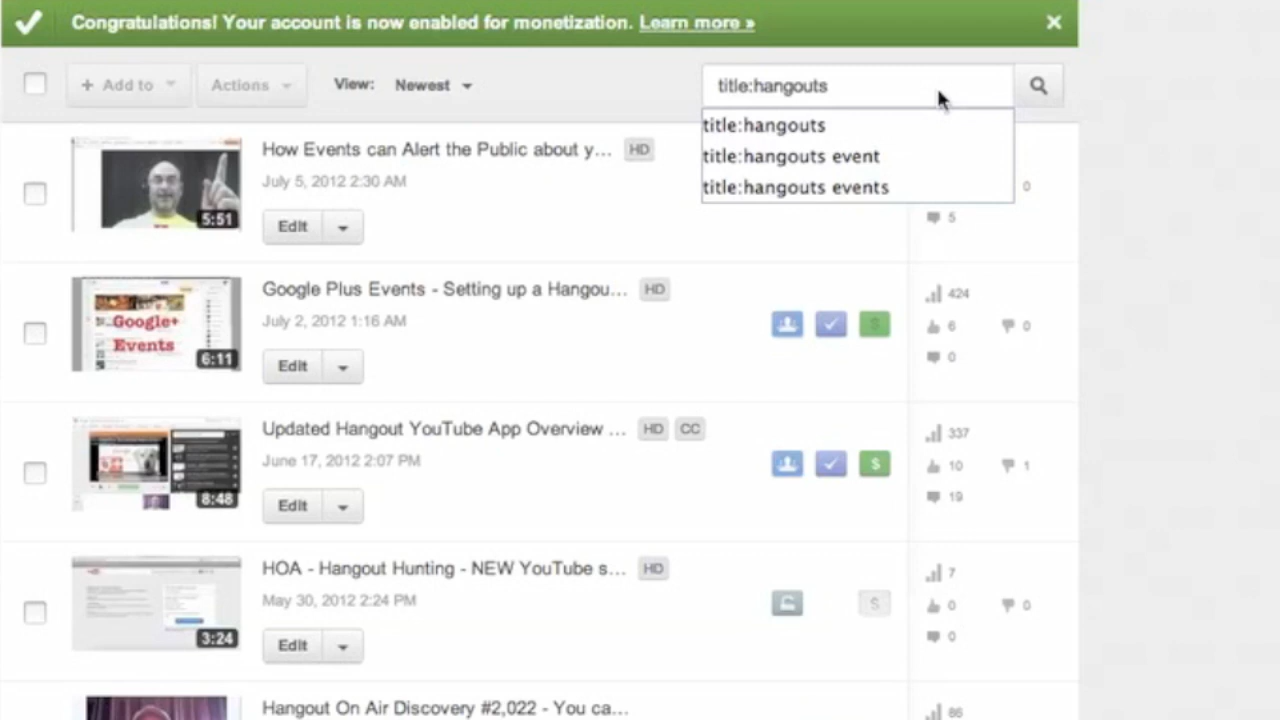 Congratulations! Your account is now enabled for monetization. Learn more »
+ Add to
Actions
View: Newest
title:hangouts
title:hangouts
title:hangouts event
title:hangouts events
How Events can Alert the Public about y... HD
July 5, 2012 2:30 AM
5:51
Edit
0
5
Google Plus Events - Setting up a Hangou... HD
July 2, 2012 1:16 AM
Google+
Events
6:11
Edit
$
424
6
0
0
Updated Hangout YouTube App Overview ... HD CC
June 17, 2012 2:07 PM
8:48
Edit
$
337
10
1
19
HOA - Hangout Hunting - NEW YouTube s... HD
May 30, 2012 2:24 PM
3:24
Edit
$
7
0
0
0
Hangout On Air Discovery #2,022 - You ca...
86